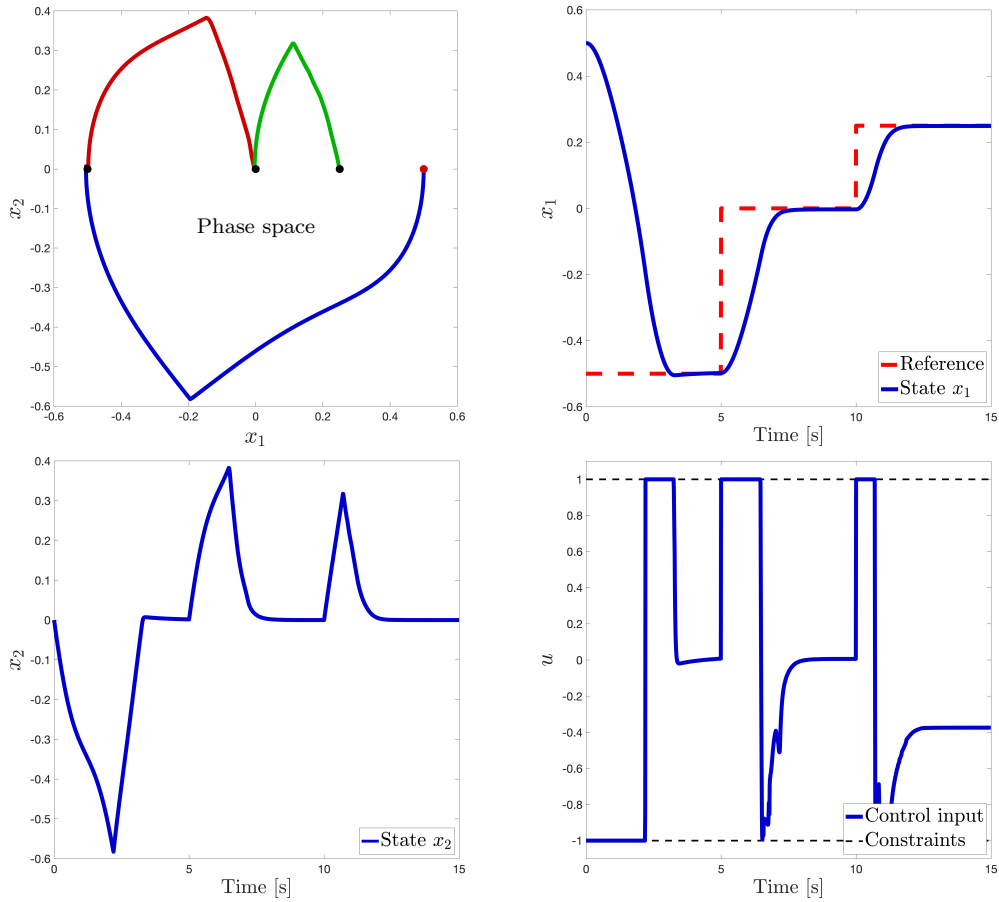 0.4
0.3
0.2
0.1
0
-0.1
-0.2
-0.3
-0.4
-0.5
-0.6
x2
Phase space
-0.6 -0.4 -0.2 0 0.2 0.4 0.6
x1
0.6
0.4
0.2
0
-0.2
-0.4
-0.6
x1
Reference
State x1
0 5 10 15
Time [s]
0.4
0.3
0.2
0.1
0
-0.1
-0.2
-0.3
-0.4
-0.5
-0.6
x2
State x2
0 5 10 15
Time [s]
1
0.8
0.6
0.4
0.2
0
-0.2
-0.4
-0.6
-0.8
-1
u
Control input
Constraints
0 5 10 15
Time [s]